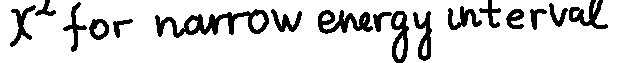 χ² for narrow energy interval